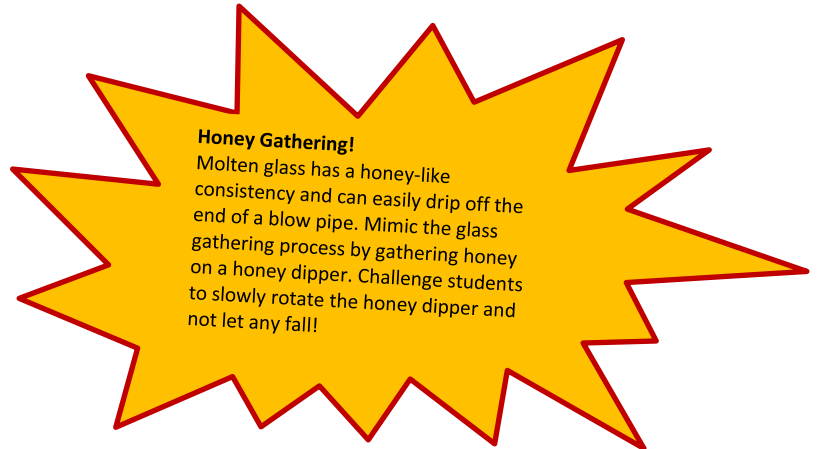 Honey Gathering!
Molten glass has a honey-like
consistency and can easily drip off the
end of a blow pipe. Mimic the glass
gathering process by gathering honey
on a honey dipper. Challenge students
to slowly rotate the honey dipper and
not let any fall!